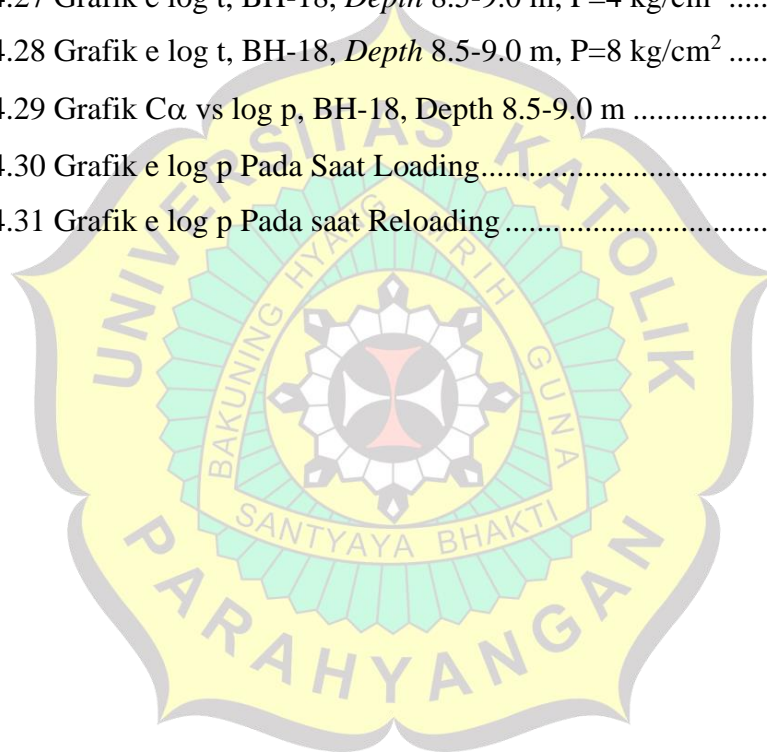 4.27 Grafik e log t, BH-18, Depth 8.5-9.0 m, P=4 kg/cm² .....
4.28 Grafik e log t, BH-18, Depth 8.5-9.0 m, P=8 kg/cm² .....
4.29 Grafik Cα vs log p, BH-18, Depth 8.5-9.0 m .................
4.30 Grafik e log p Pada Saat Loading....................................
4.31 Grafik e log p Pada saat Reloading .................................
UNIVERSITAS KATOLIK
PARAHYANGAN
BAKUNING HYANG MRIH GUNA
SANTYAYA BHAKTI